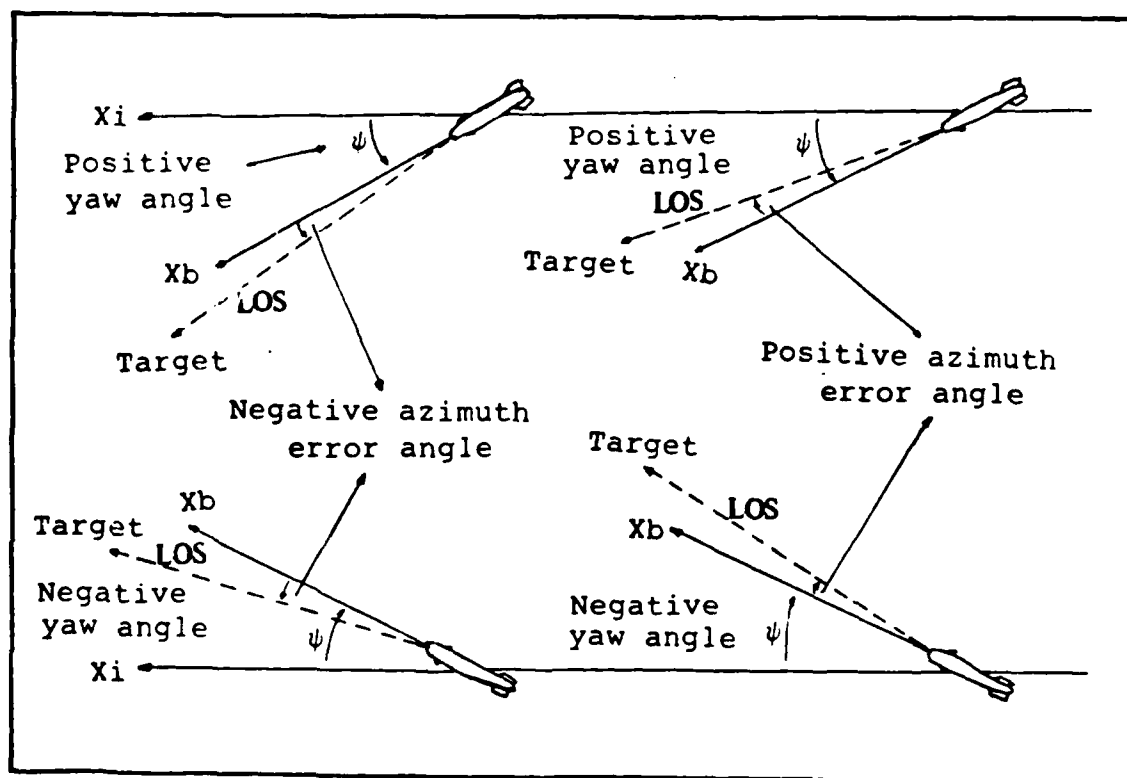 Xi
ψ
Positive
yaw angle
Xb
LOS
Target
Positive
yaw angle
ψ
LOS
Target
Xb
Negative azimuth
error angle
Positive azimuth
error angle
Xb
Target
LOS
Negative
yaw angle
ψ
Xi
Target
LOS
Xb
Negative
yaw angle
ψ